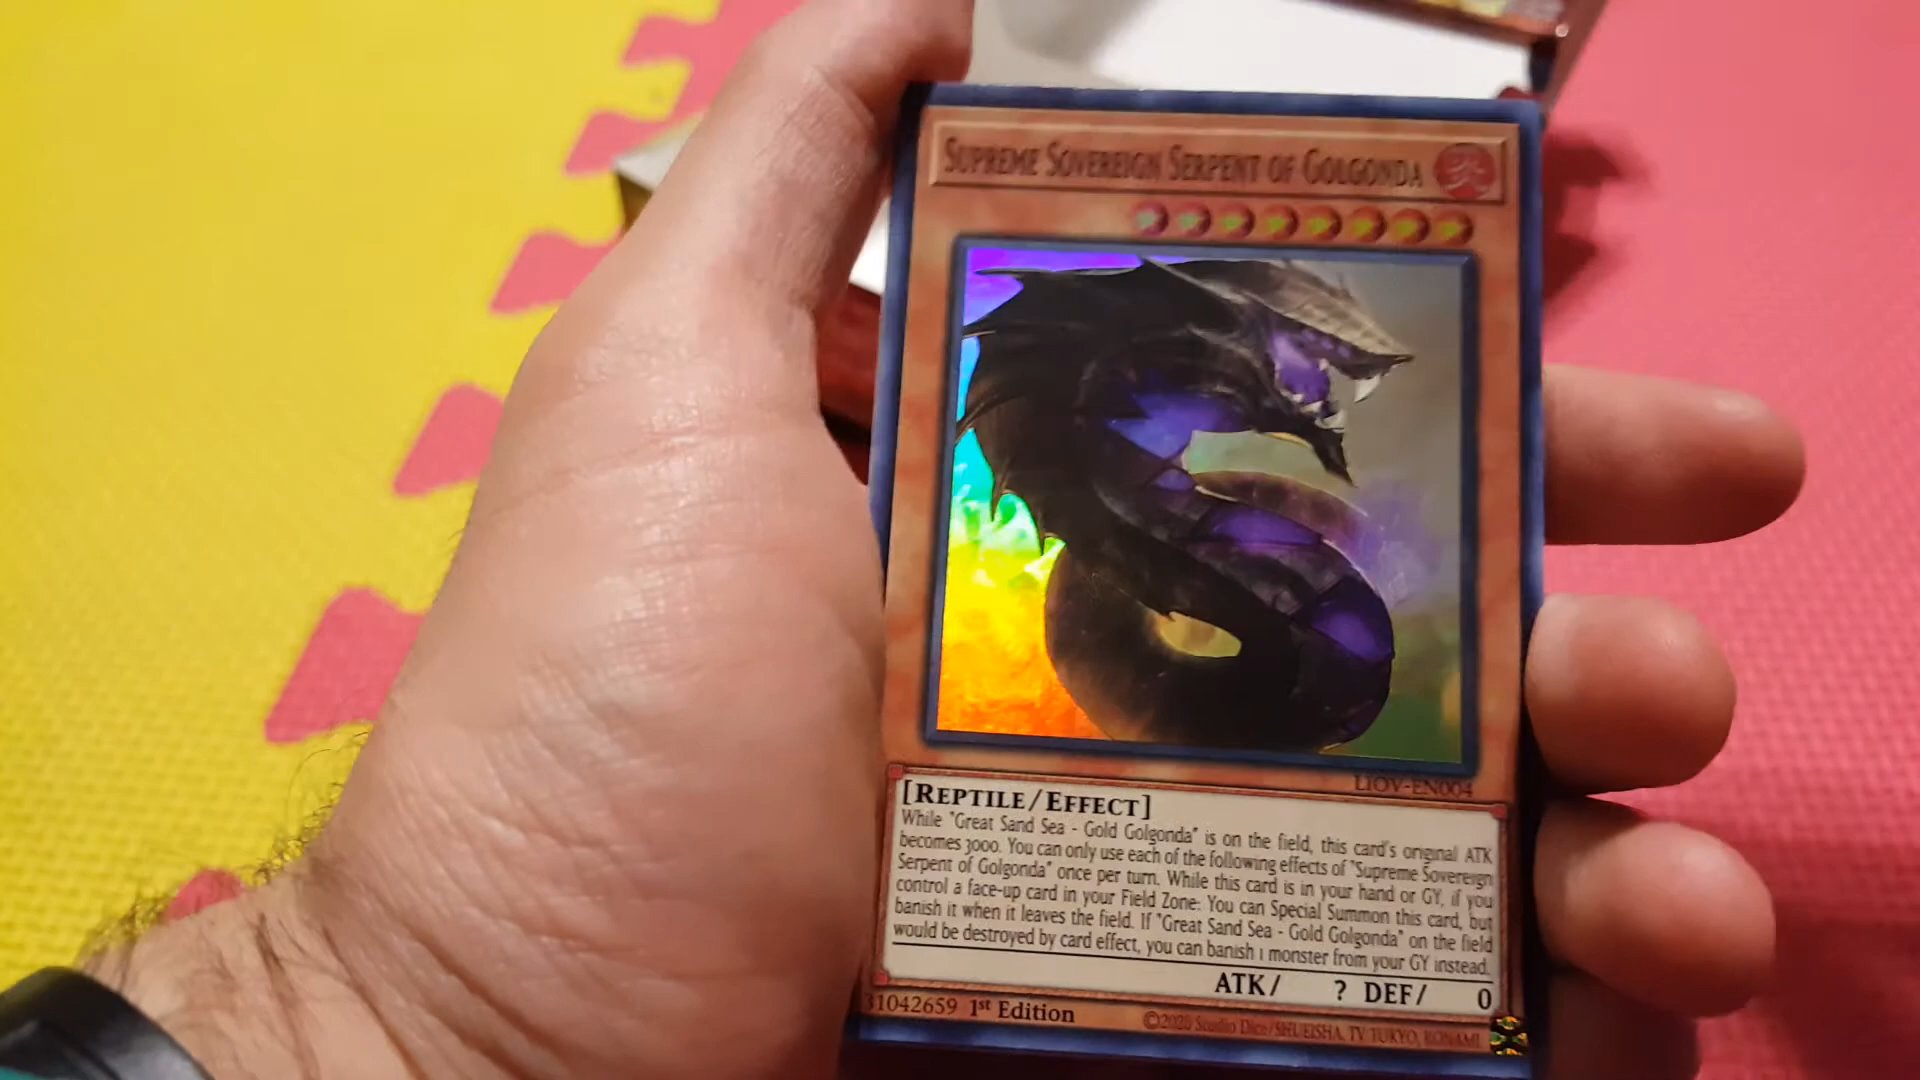 SUPREME SOVEREIGN SERPENT OF GOLGONDA 炎
LIOV-EN004
[REPTILE/EFFECT]
While "Great Sand Sea - Gold Golgonda" is on the field, this card's original ATK
becomes 3000. You can only use each of the following effects of "Supreme Sovereign
Serpent of Golgonda" once per turn. While this card is in your hand or GY, if you
control a face-up card in your Field Zone: You can Special Summon this card, but
banish it when it leaves the field. If "Great Sand Sea - Gold Golgonda" on the field
would be destroyed by card effect, you can banish 1 monster from your GY instead.
ATK/ ? DEF/ 0
31042659 1st Edition ©2020 Studio Dice/SHUEISHA, TV TOKYO, KONAMI